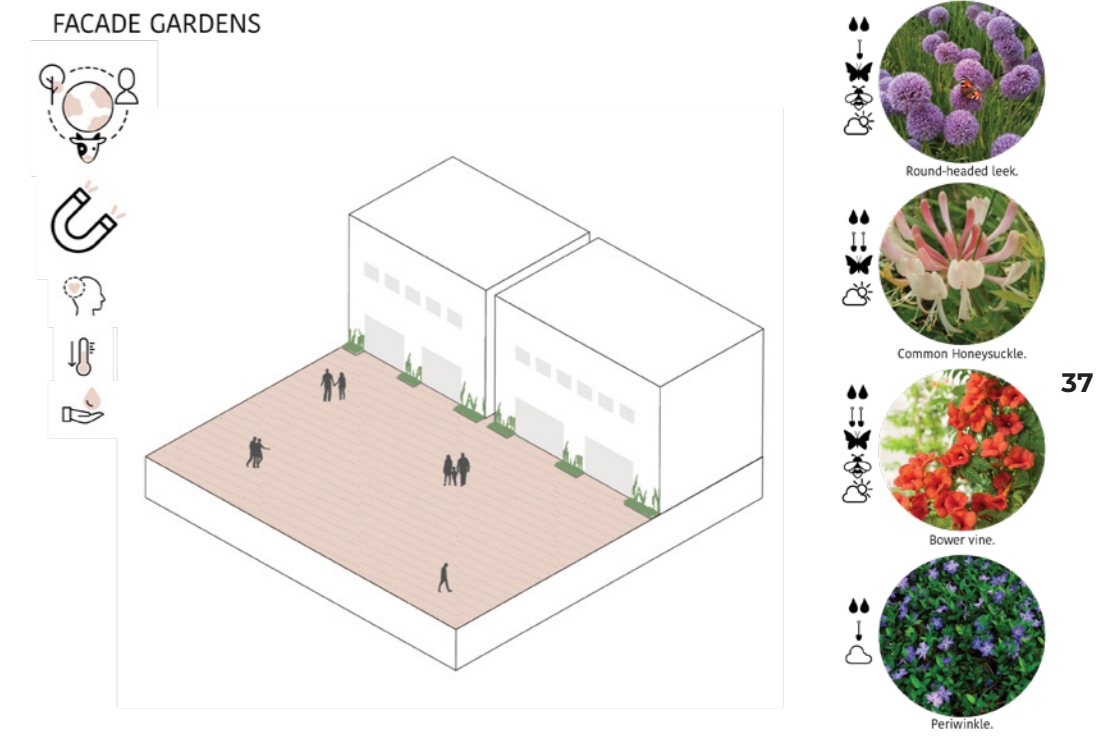 FACADE GARDENS
Round-headed leek.
Common Honeysuckle.
37
Bower vine.
Periwinkle.